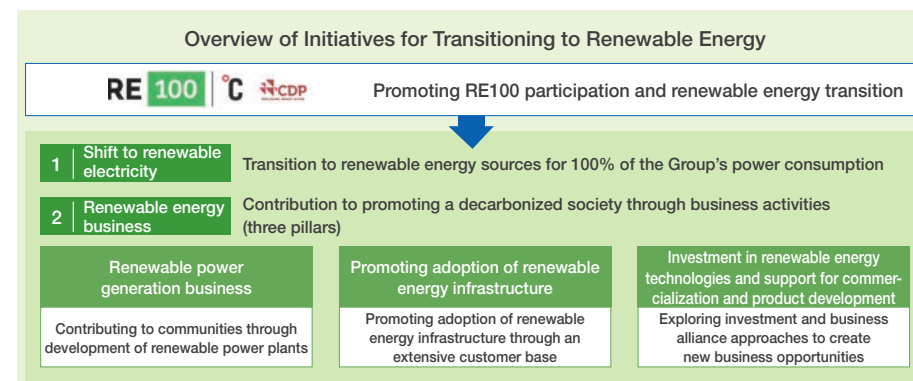 Overview of Initiatives for Transitioning to Renewable Energy
RE 100 °C CDP
Promoting RE100 participation and renewable energy transition
1 Shift to renewable
electricity
Transition to renewable energy sources for 100% of the Group's power consumption
2 Renewable energy
business
Contribution to promoting a decarbonized society through business activities
(three pillars)
Renewable power
generation business
Contributing to communities through
development of renewable power plants
Promoting adoption of renewable
energy infrastructure
Promoting adoption of renewable
energy infrastructure through an
extensive customer base
Investment in renewable energy
technologies and support for commer-
cialization and product development
Exploring investment and business
alliance approaches to create
new business opportunities